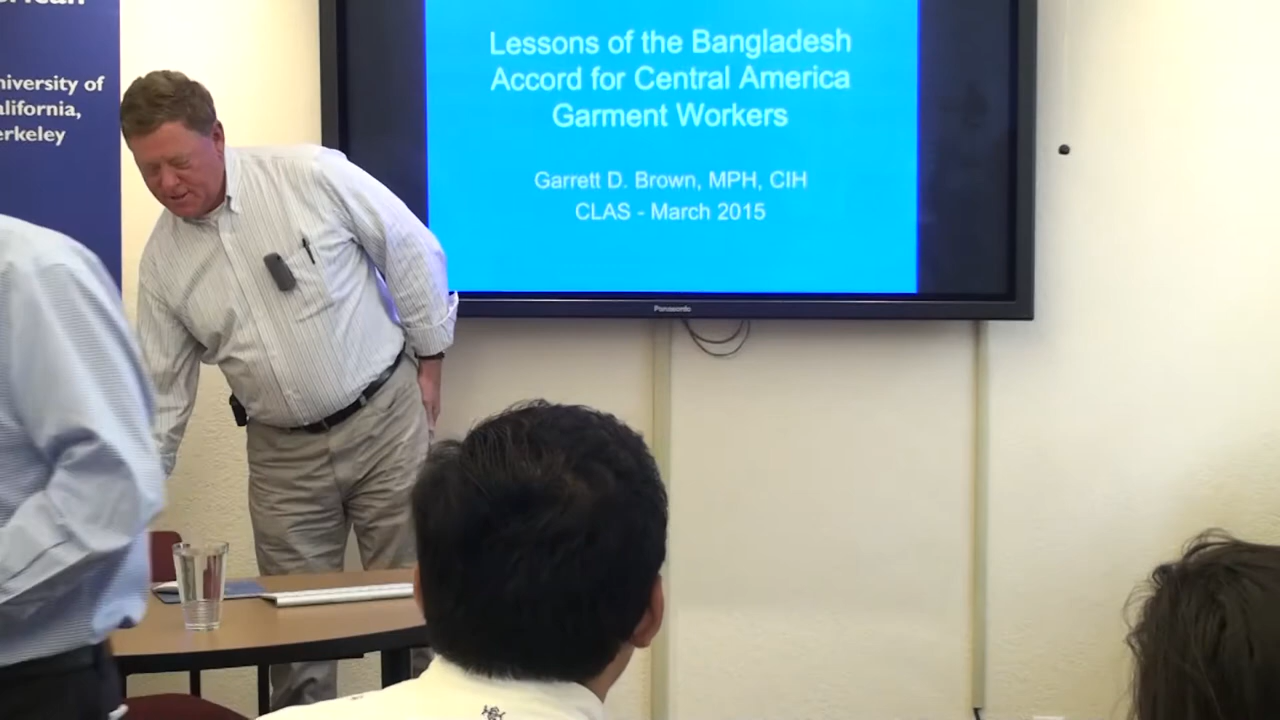 niversity of
alifornia,
erkeley
Lessons of the Bangladesh
Accord for Central America
Garment Workers
Garrett D. Brown, MPH, CIH
CLAS - March 2015
Panasonic